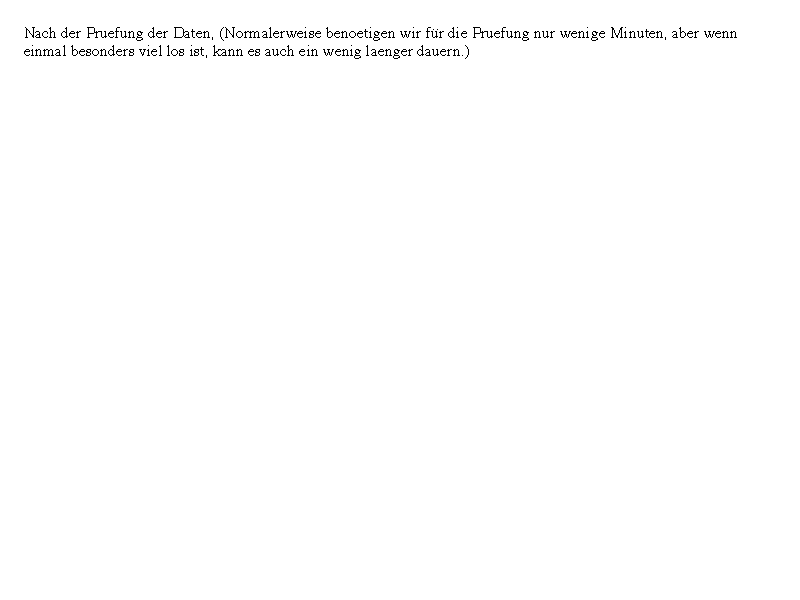 Nach der Pruefung der Daten, (Normalerweise benoetigen wir für die Pruefung nur wenige Minuten, aber wenn
einmal besonders viel los ist, kann es auch ein wenig laenger dauern.)